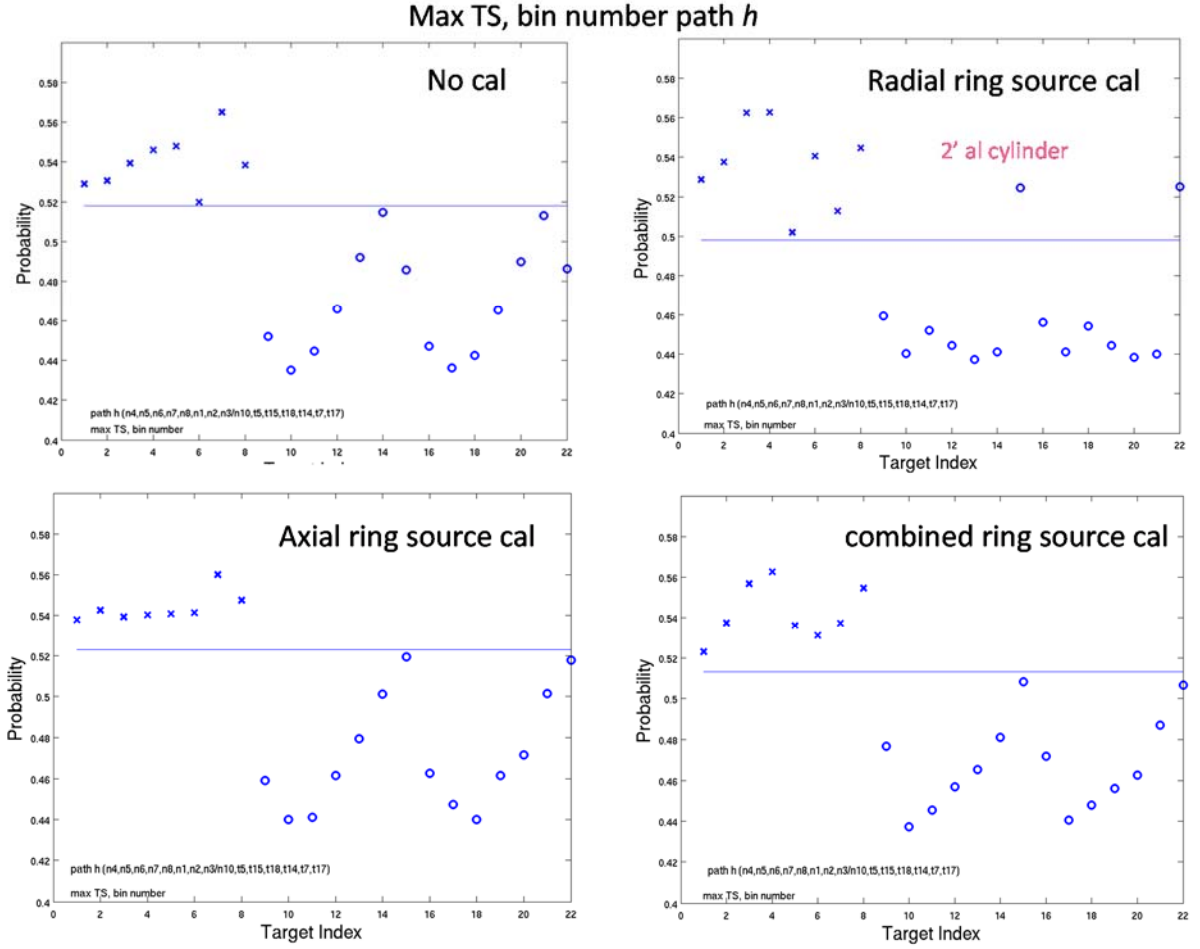 Max TS, bin number path h
No cal
0.58
0.56
0.54
0.52
0.5
0.48
0.46
0.44
0.42
0.4
Probability
path h (n4,n5,n6,n7,n8,n1,n2,n3/n10,t5,t15,t18,t14,t7,t17)
max TS, bin number
0 2 4 6 8 10 12 14 16 18 20 22
Radial ring source cal
2' al cylinder
0.58
0.56
0.54
0.52
0.5
0.48
0.46
0.44
0.42
0.4
Probability
path h (n4,n5,n6,n7,n8,n1,n2,n3/n10,t5,t15,t18,t14,t7,t17)
max TS, bin number
0 2 4 6 8 10 12 14 16 18 20 22
Target Index
Axial ring source cal
0.58
0.56
0.54
0.52
0.5
0.48
0.46
0.44
0.42
0.4
Probability
path h (n4,n5,n6,n7,n8,n1,n2,n3/n10,t5,t15,t18,t14,t7,t17)
max TS, bin number
0 2 4 6 8 10 12 14 16 18 20 22
Target Index
combined ring source cal
0.58
0.56
0.54
0.52
0.5
0.48
0.46
0.44
0.42
0.4
Probability
path h (n4,n5,n6,n7,n8,n1,n2,n3/n10,t5,t15,t18,t14,t7,t17)
max TS, bin number
0 2 4 6 8 10 12 14 16 18 20 22
Target Index